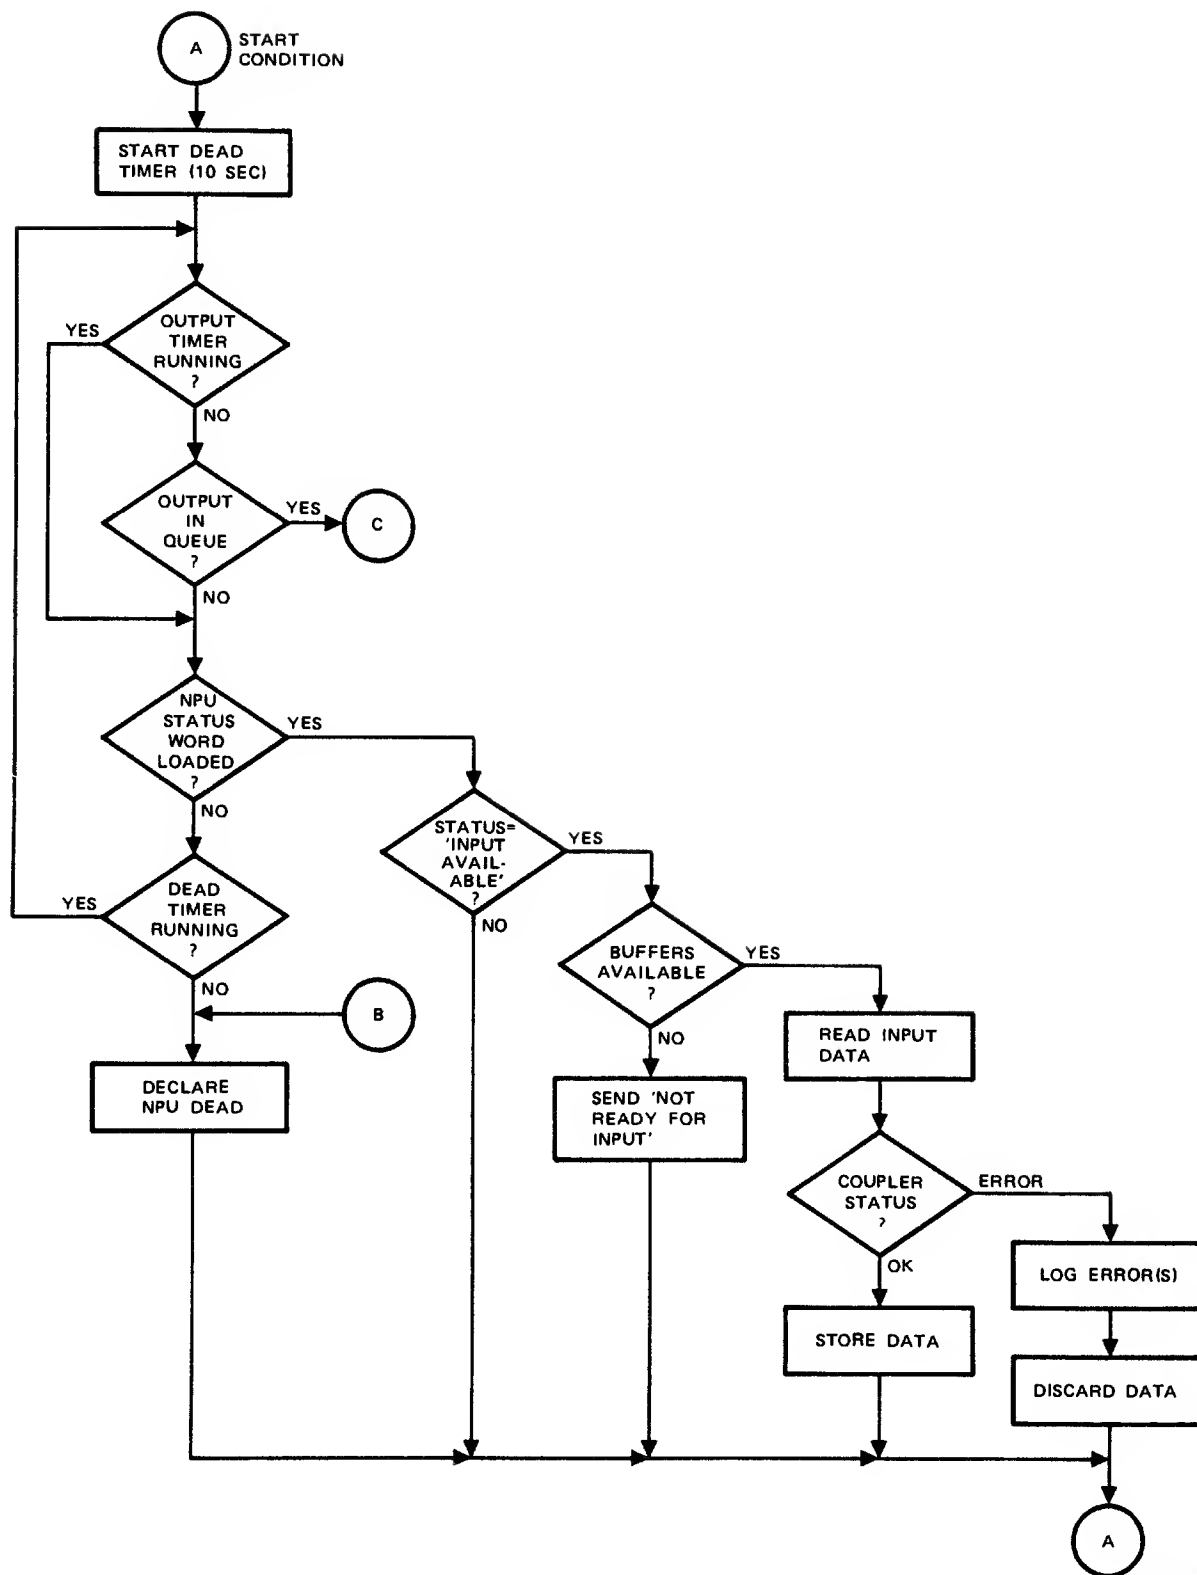 A
START
CONDITION
START DEAD
TIMER (10 SEC)
OUTPUT
TIMER
RUNNING
?
YES
NO
OUTPUT
IN
QUEUE
?
YES
C
NO
NPU
STATUS
WORD
LOADED
?
YES
NO
STATUS=
'INPUT
AVAIL-
ABLE'
?
YES
NO
DEAD
TIMER
RUNNING
?
YES
NO
BUFFERS
AVAILABLE
?
YES
NO
B
READ INPUT
DATA
DECLARE
NPU DEAD
SEND 'NOT
READY FOR
INPUT'
COUPLER
STATUS
?
ERROR
OK
LOG ERROR(S)
STORE DATA
DISCARD DATA
A